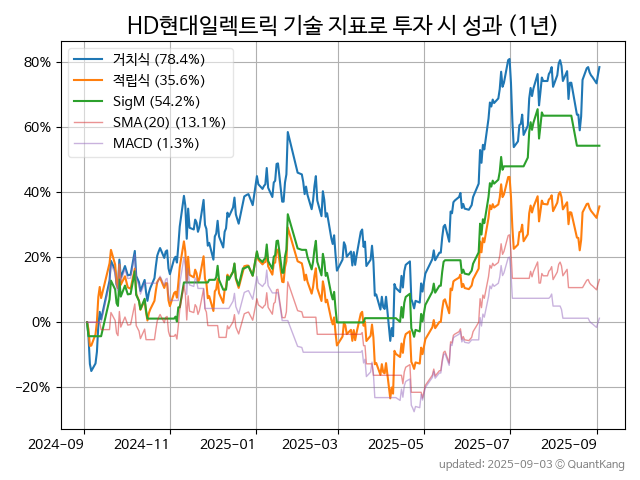 HD현대일렉트릭 기술 지표로 투자 시 성과 (1년)
거치식 (78.4%)
적립식 (35.6%)
SigM (54.2%)
SMA(20) (13.1%)
MACD (1.3%)
80%
60%
40%
20%
0%
−20%
2024-09 2024-11 2025-01 2025-03 2025-05 2025-07 2025-09
updated: 2025-09-03 © QuantKang